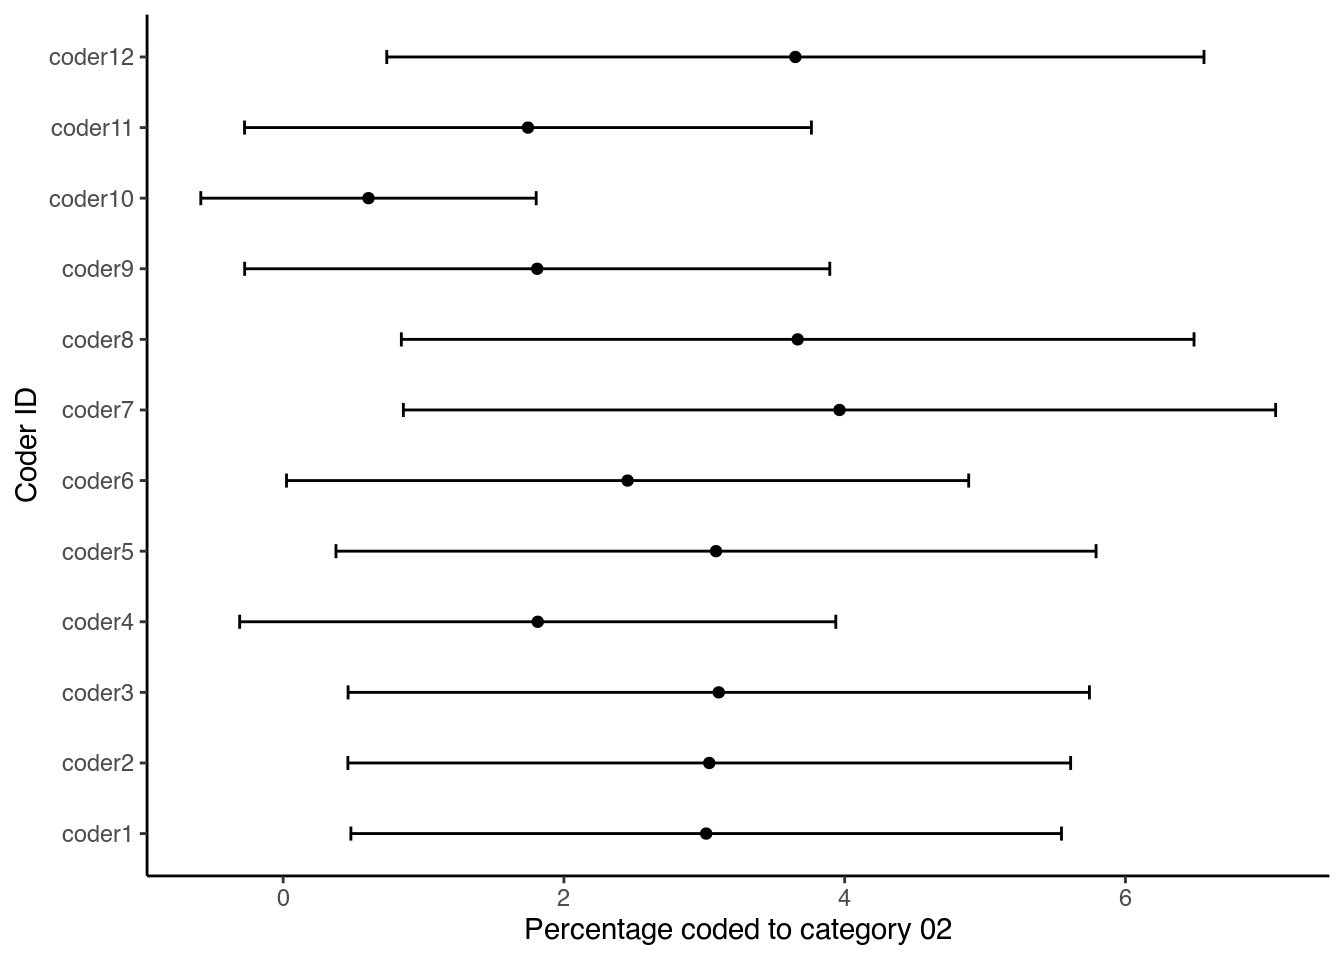 coder12
coder11
coder10
coder9
coder8
coder7
coder6
coder5
coder4
coder3
coder2
coder1
Coder ID
0 2 4 6
Percentage coded to category 02